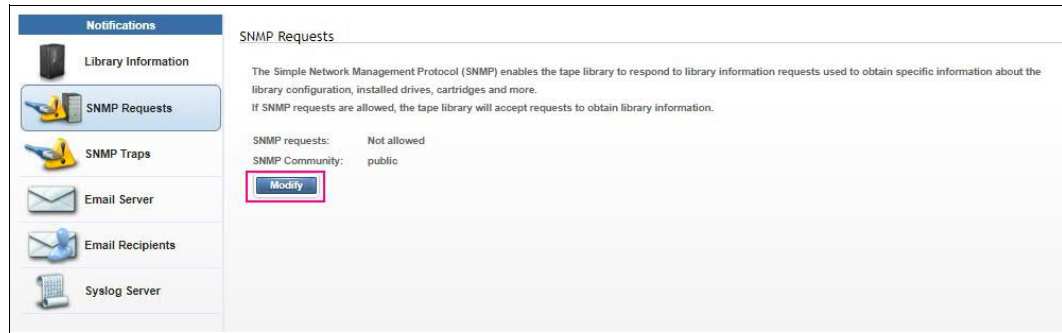 Notifications
Library Information
SNMP Requests
SNMP Traps
Email Server
Email Recipients
Syslog Server
SNMP Requests
The Simple Network Management Protocol (SNMP) enables the tape library to respond to library information requests used to obtain specific information about the
library configuration, installed drives, cartridges and more.
If SNMP requests are allowed, the tape library will accept requests to obtain library information.
SNMP requests: Not allowed
SNMP Community: public
Modify